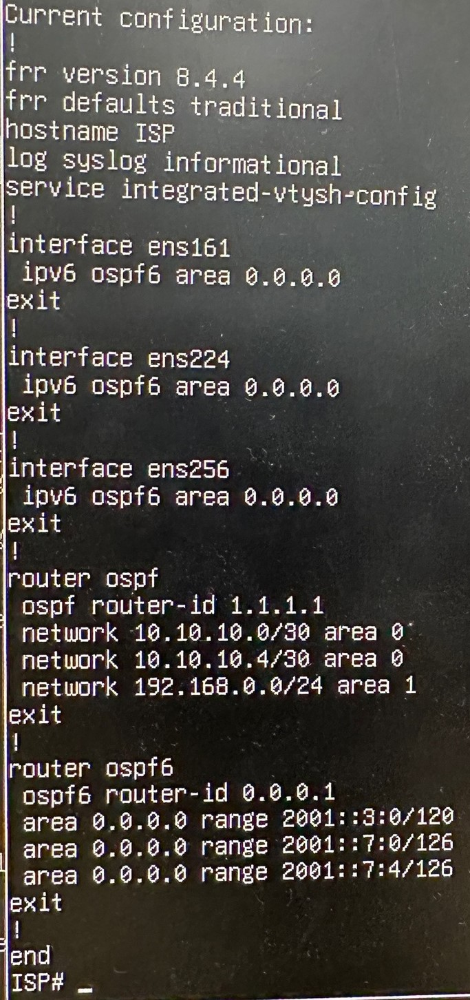 Current configuration:
!
frr version 8.4.4
frr defaults traditional
hostname ISP
log syslog informational
service integrated-vtysh-config
!
interface ens161
 ipv6 ospf6 area 0.0.0.0
exit
!
interface ens224
 ipv6 ospf6 area 0.0.0.0
exit
!
interface ens256
 ipv6 ospf6 area 0.0.0.0
exit
!
router ospf
 ospf router-id 1.1.1.1
 network 10.10.10.0/30 area 0
 network 10.10.10.4/30 area 0
 network 192.168.0.0/24 area 1
exit
!
router ospf6
 ospf6 router-id 0.0.0.1
 area 0.0.0.0 range 2001::3:0/120
 area 0.0.0.0 range 2001::7:0/126
 area 0.0.0.0 range 2001::7:4/126
exit
!
end
ISP# _